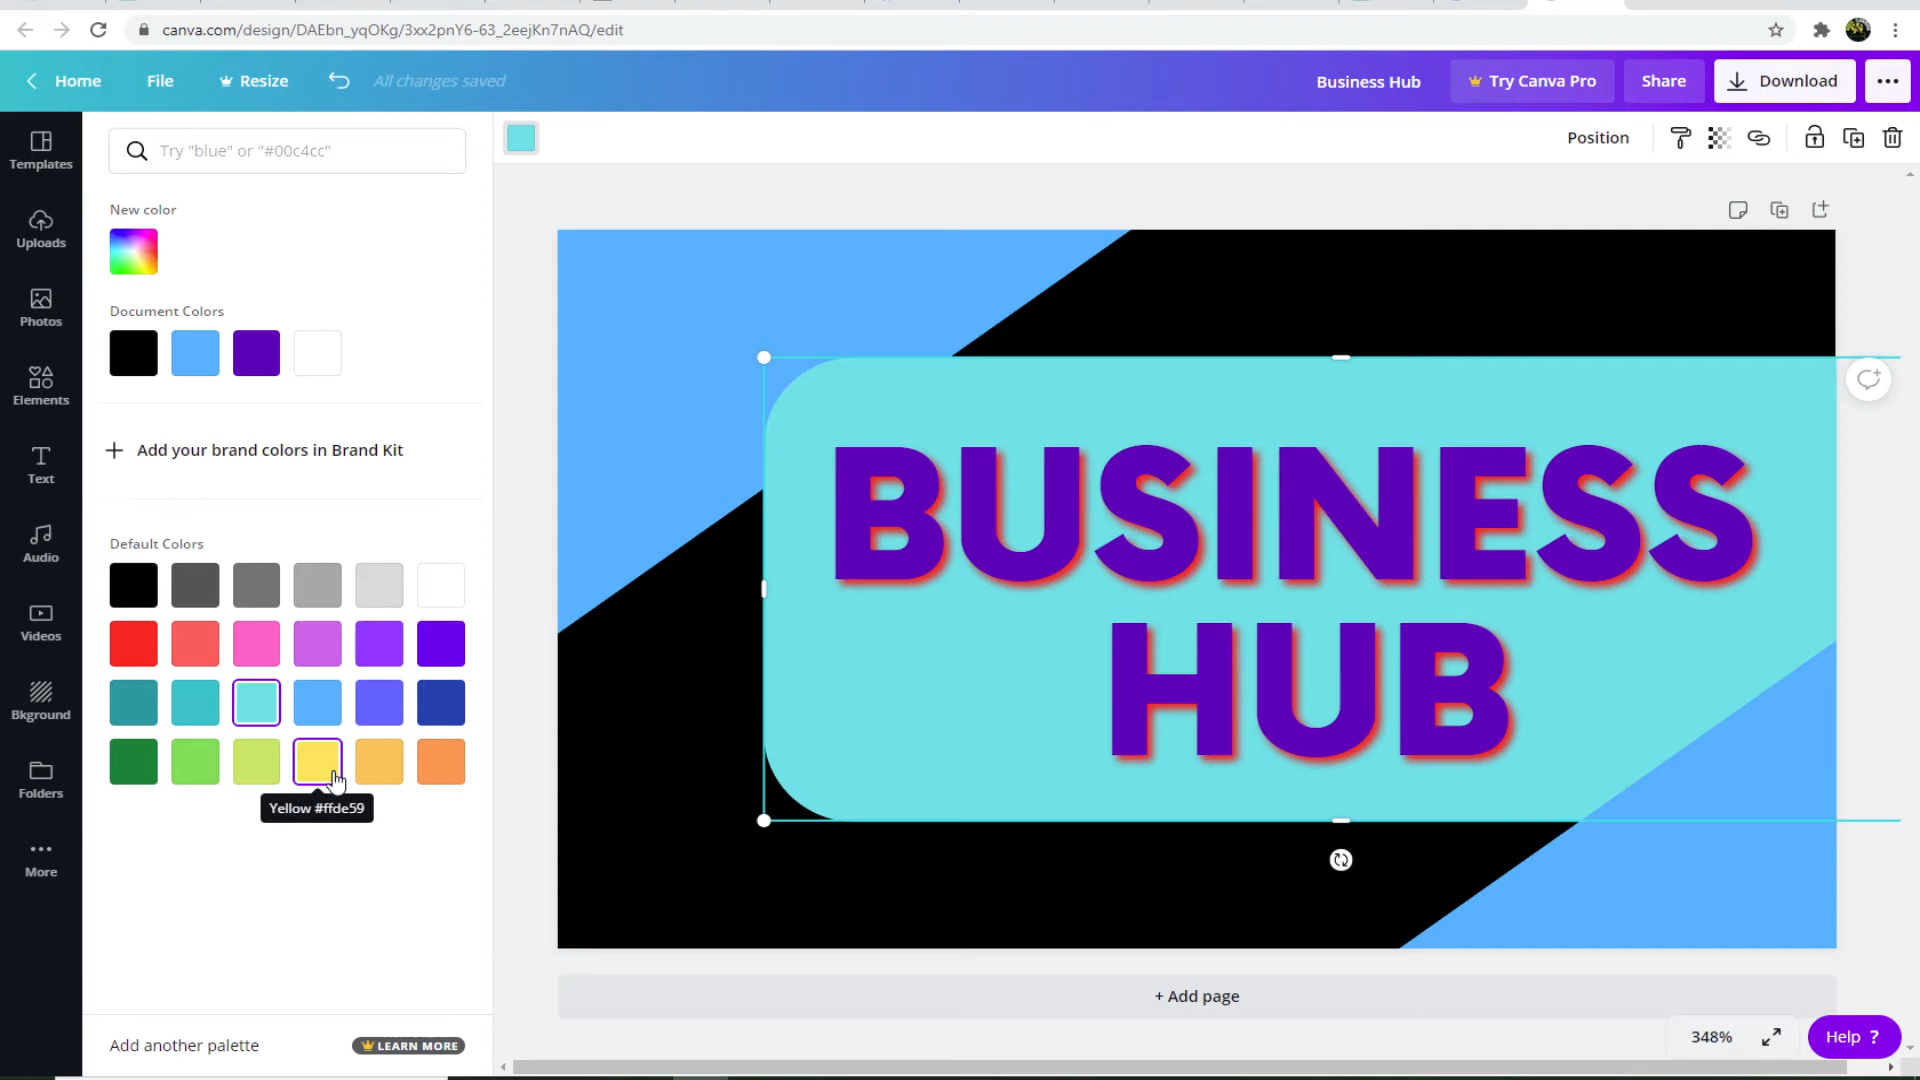 canva.com/design/DAEbn_yqOKg/3xx2pnY6-63_2eejKn7nAQ/edit
Home
File
Resize
All changes saved
Business Hub
Try Canva Pro
Share
Download
Templates
Uploads
Photos
Elements
Text
Audio
Videos
Bkground
Folders
More
Try "blue" or "#00c4cc"
New color
Document Colors
+ Add your brand colors in Brand Kit
Default Colors
Yellow #ffde59
Add another palette
LEARN MORE
Position
BUSINESS
HUB
+ Add page
348%
Help ?